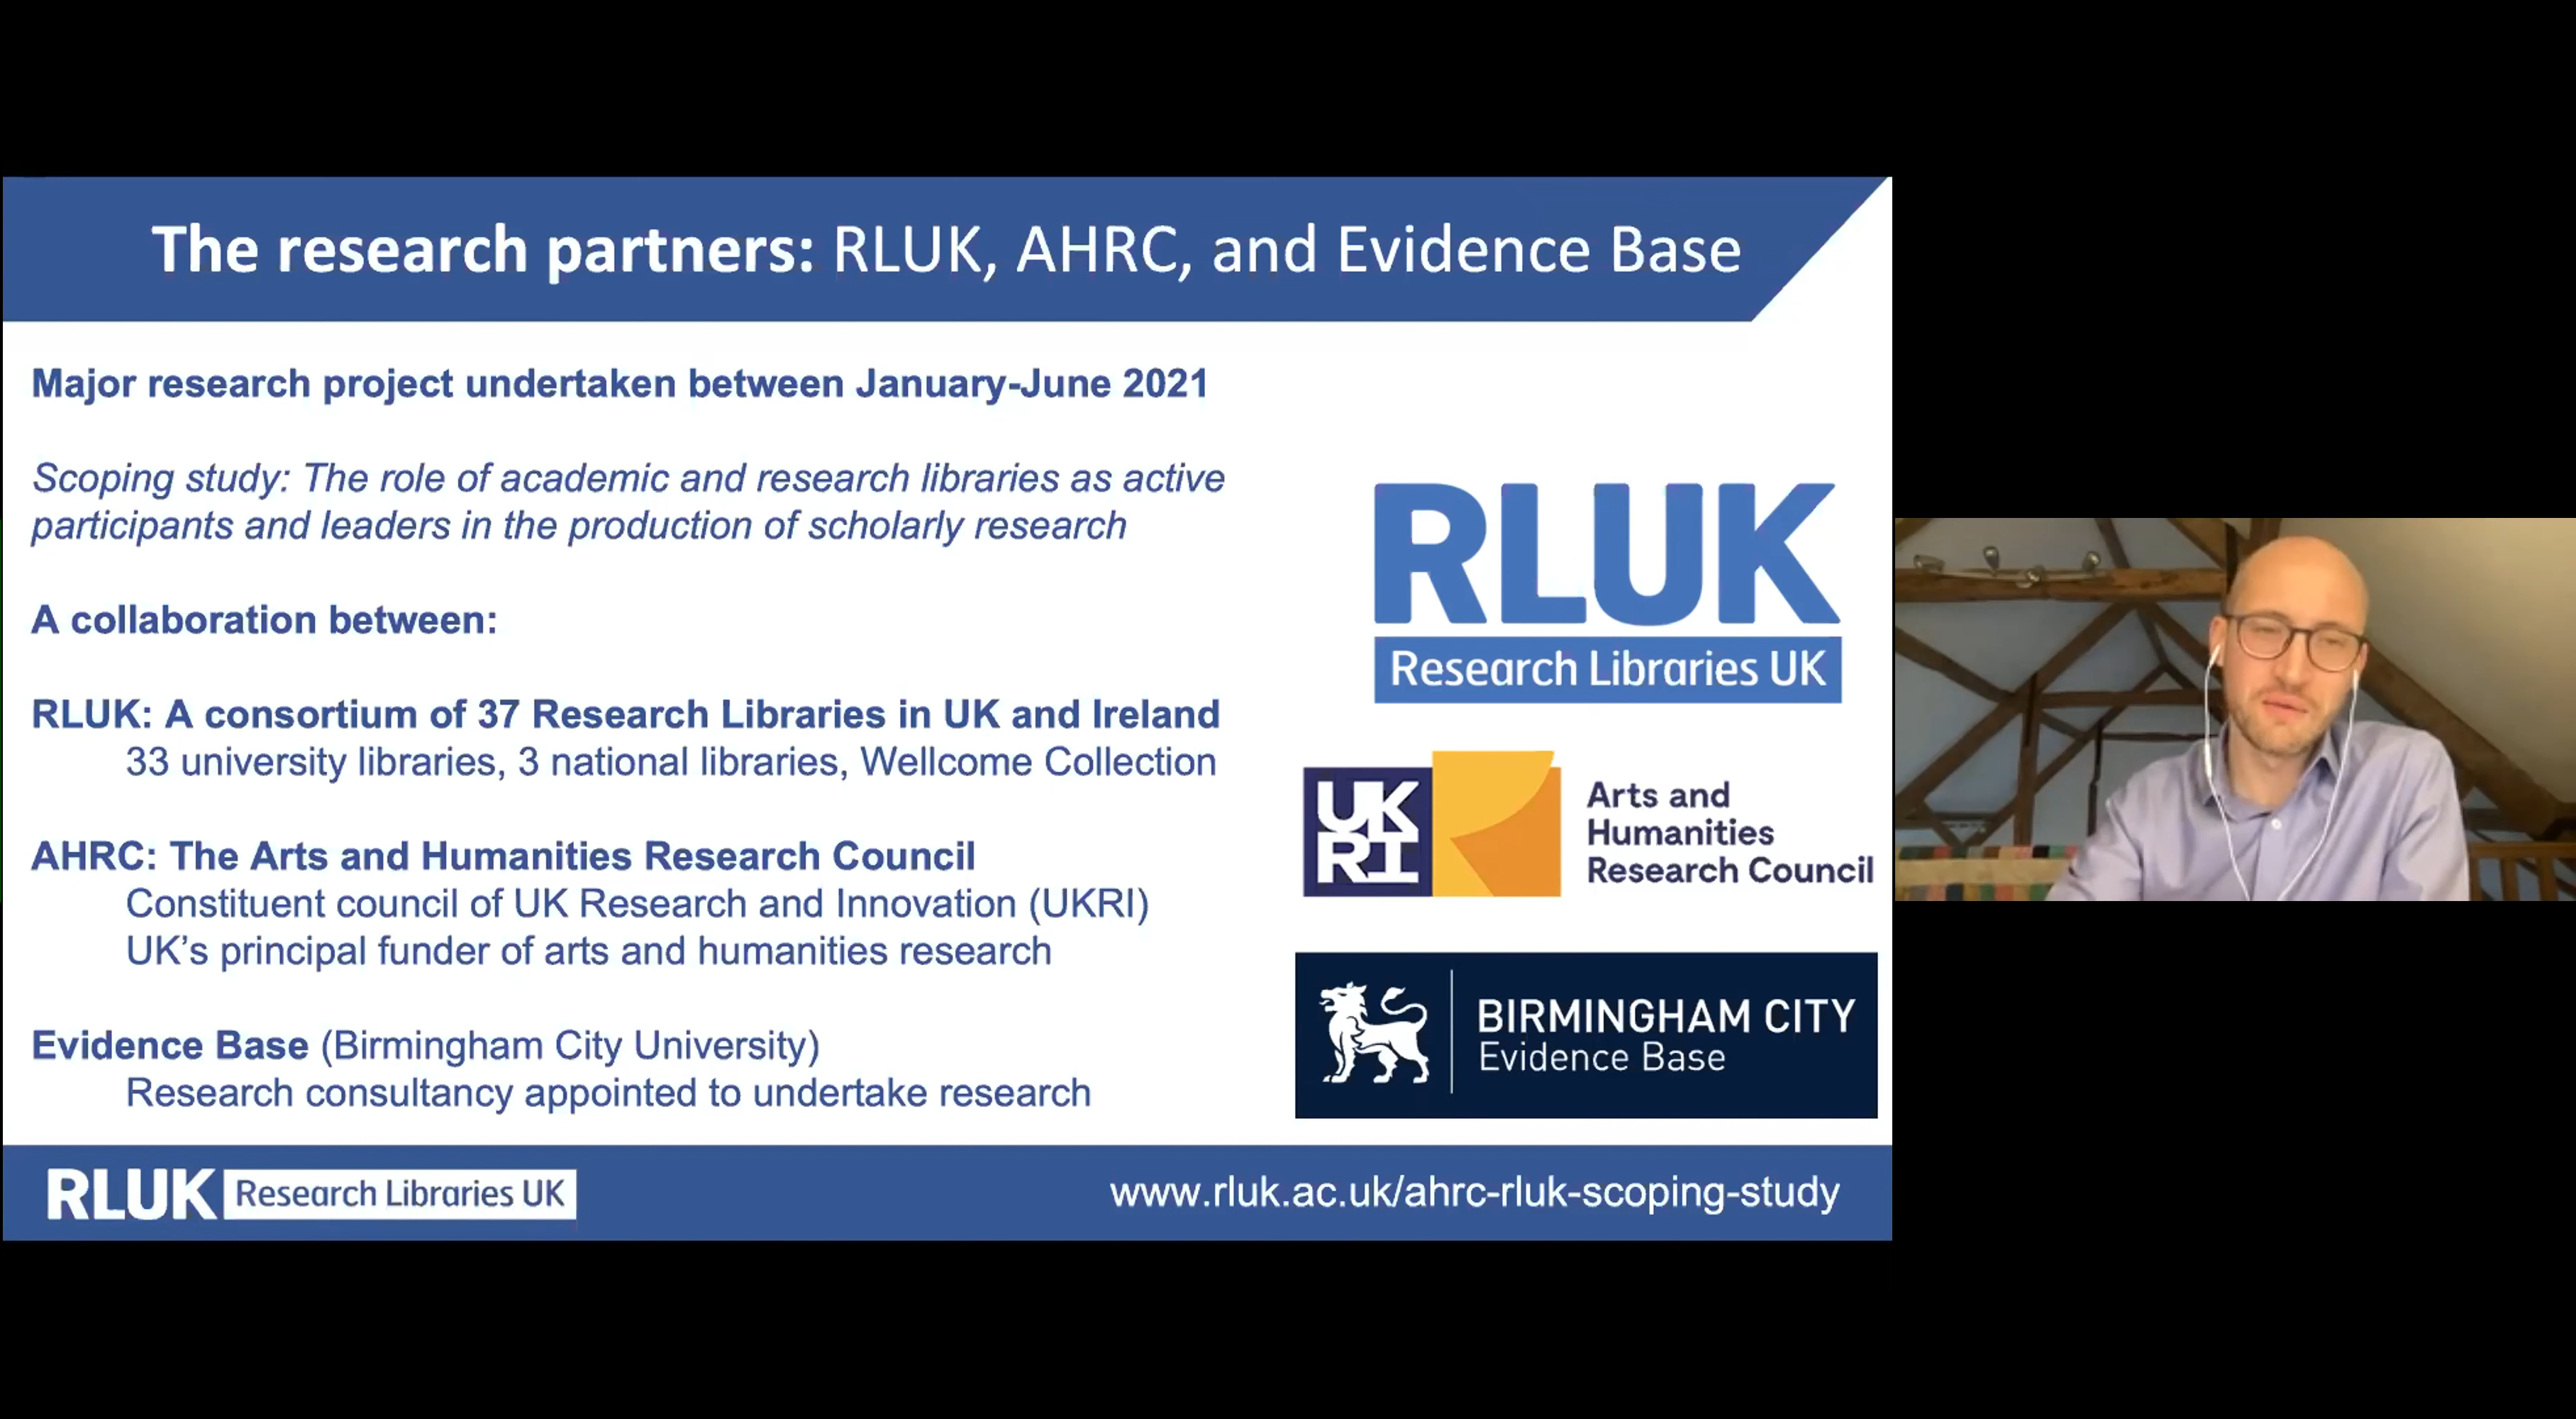 The research partners: RLUK, AHRC, and Evidence Base
Major research project undertaken between January-June 2021
Scoping study: The role of academic and research libraries as active
participants and leaders in the production of scholarly research
A collaboration between:
RLUK: A consortium of 37 Research Libraries in UK and Ireland
33 university libraries, 3 national libraries, Wellcome Collection
AHRC: The Arts and Humanities Research Council
Constituent council of UK Research and Innovation (UKRI)
UK’s principal funder of arts and humanities research
Evidence Base (Birmingham City University)
Research consultancy appointed to undertake research
RLUK
Research Libraries UK
UK
RI
Arts and
Humanities
Research Council
BIRMINGHAM CITY
Evidence Base
RLUK Research Libraries UK
www.rluk.ac.uk/ahrc-rluk-scoping-study